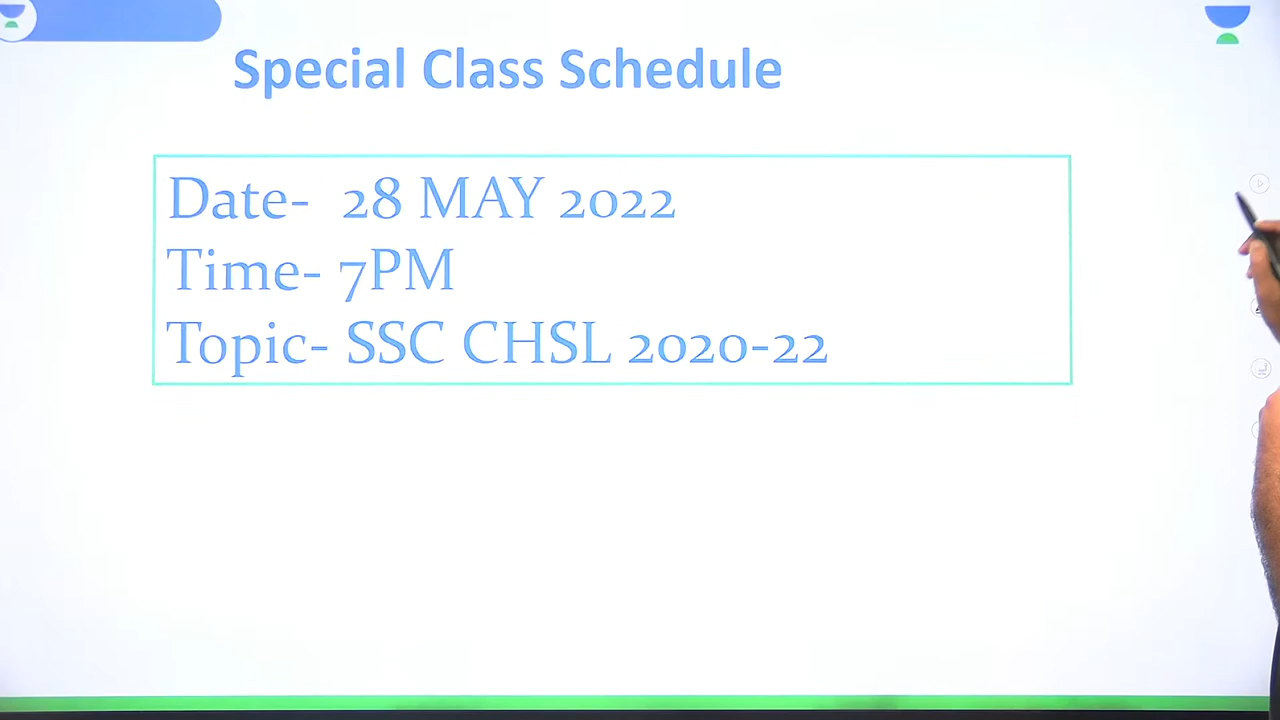 Special Class Schedule
Date- 28 MAY 2022
Time- 7PM
Topic- SSC CHSL 2020-22